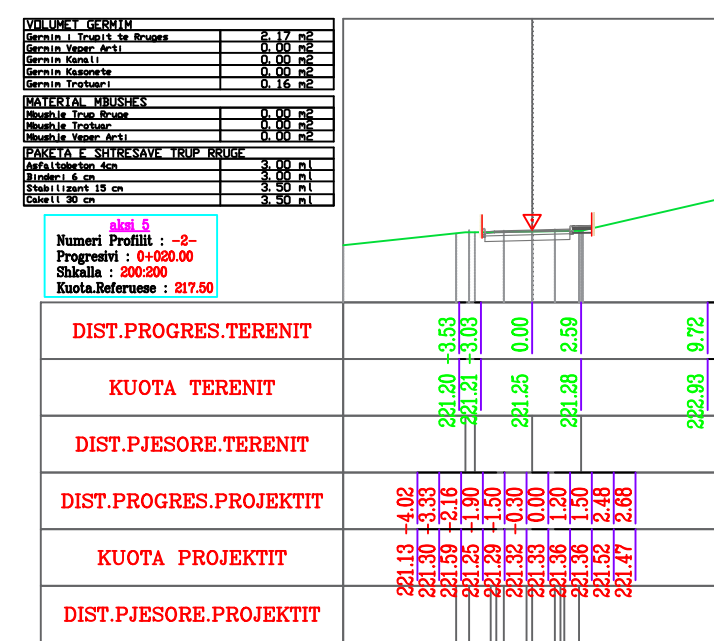 VOLUMET GERMIM
Germim i Trupit te Rruges 2.17 m2
Germim Veper Arti 0.00 m2
Germim Kanali 0.00 m2
Germim Kasonete 0.00 m2
Germim Trotuari 0.16 m2
MATERIAL MBUSHES
Mbushje Trup Rruge 0.00 m2
Mbushje Trotuar 0.00 m2
Mbushje Veper Arti 0.00 m2
PAKETA E SHTRESAVE TRUP RRUGE
Asfaltobeton 4cm 3.00 ml
Binderi 6 cm 3.00 ml
Stabilizant 15 cm 3.50 ml
Cakell 30 cm 3.50 ml
aksi 5
Numeri Profilit : -2-
Progresivi : 0+020.00
Shkalla : 200:200
Kuota.Referuese : 217.50
DIST.PROGRES.TERENIT -3.53 -3.03 0.00 2.59 9.72
KUOTA TERENIT 221.20 221.21 221.25 221.28 222.93
DIST.PJESORE.TERENIT
DIST.PROGRES.PROJEKTIT -4.02 -3.33 -2.16 -1.90 -1.50 -0.30 0.00 1.20 1.50 2.48 2.68
KUOTA PROJEKTIT 221.13 221.30 221.59 221.25 221.29 221.32 221.33 221.36 221.36 221.52 221.47
DIST.PJESORE.PROJEKTIT